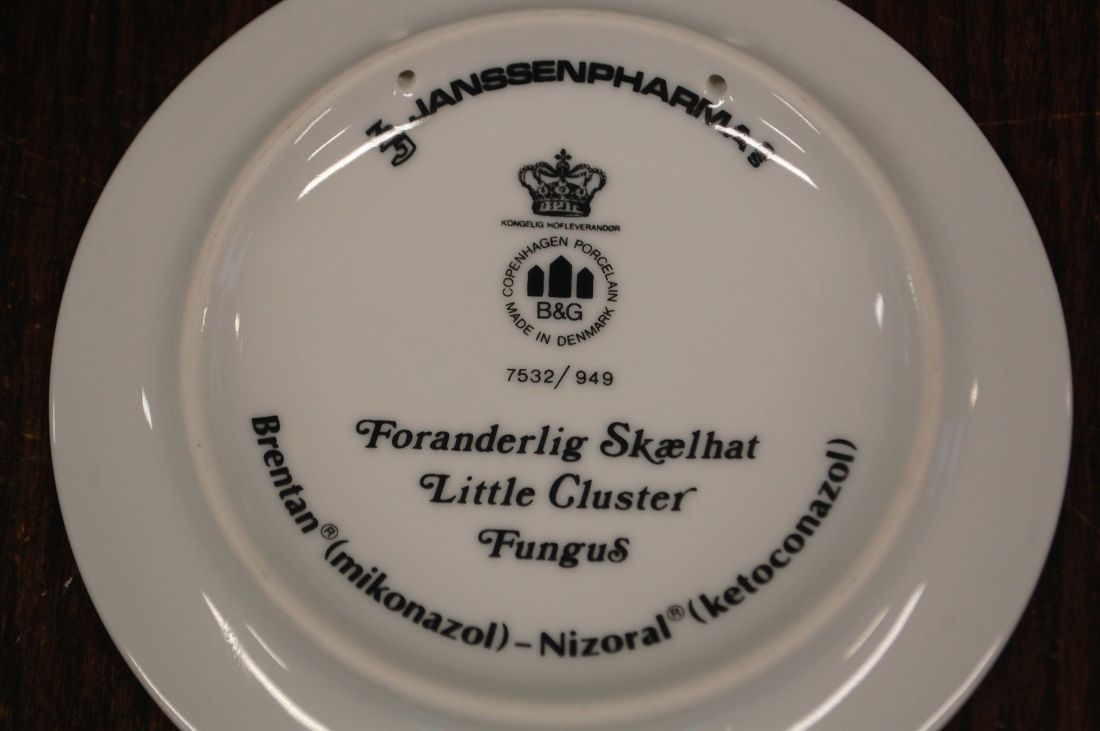 JANSSENPHARMA A/S
KONGELIG HOFLEVERANDØR
COPENHAGEN PORCELAIN
B&G
MADE IN DENMARK
7532/949
Foranderlig Skælhat
Little Cluster
Fungus
Brentan® (mikonazol) – Nizoral® (ketoconazol)